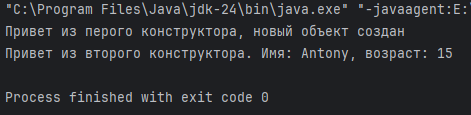 "C:\Program Files\Java\jdk-24\bin\java.exe" "-javaagent:E:
Привет из перого конструктора, новый объект создан
Привет из второго конструктора. Имя: Antony, возраст: 15
Process finished with exit code 0